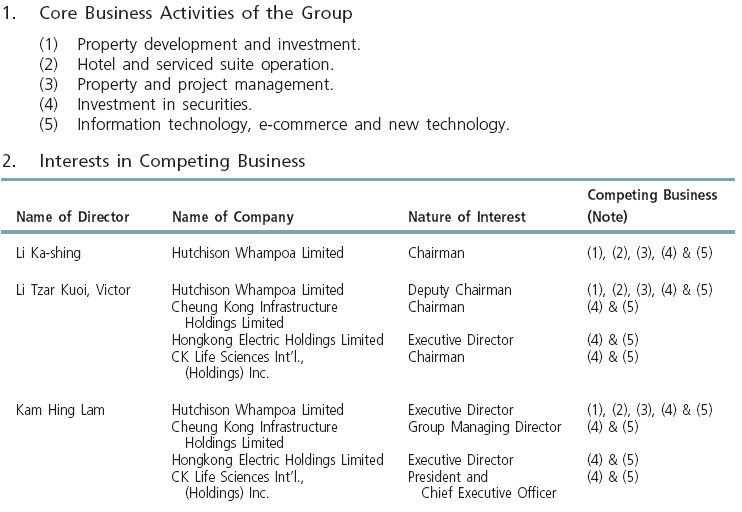 1. Core Business Activities of the Group
(1) Property development and investment.
(2) Hotel and serviced suite operation.
(3) Property and project management.
(4) Investment in securities.
(5) Information technology, e-commerce and new technology.
2. Interests in Competing Business
Competing Business
Name of Director Name of Company Nature of Interest (Note)
Li Ka-shing Hutchison Whampoa Limited Chairman (1), (2), (3), (4) & (5)
Li Tzar Kuoi, Victor Hutchison Whampoa Limited Deputy Chairman (1), (2), (3), (4) & (5)
Cheung Kong Infrastructure Chairman (4) & (5)
Holdings Limited
Hongkong Electric Holdings Limited Executive Director (4) & (5)
CK Life Sciences Int'l., Chairman (4) & (5)
(Holdings) Inc.
Kam Hing Lam Hutchison Whampoa Limited Executive Director (1), (2), (3), (4) & (5)
Cheung Kong Infrastructure Group Managing Director (4) & (5)
Holdings Limited
Hongkong Electric Holdings Limited Executive Director (4) & (5)
CK Life Sciences Int'l., President and (4) & (5)
(Holdings) Inc. Chief Executive Officer